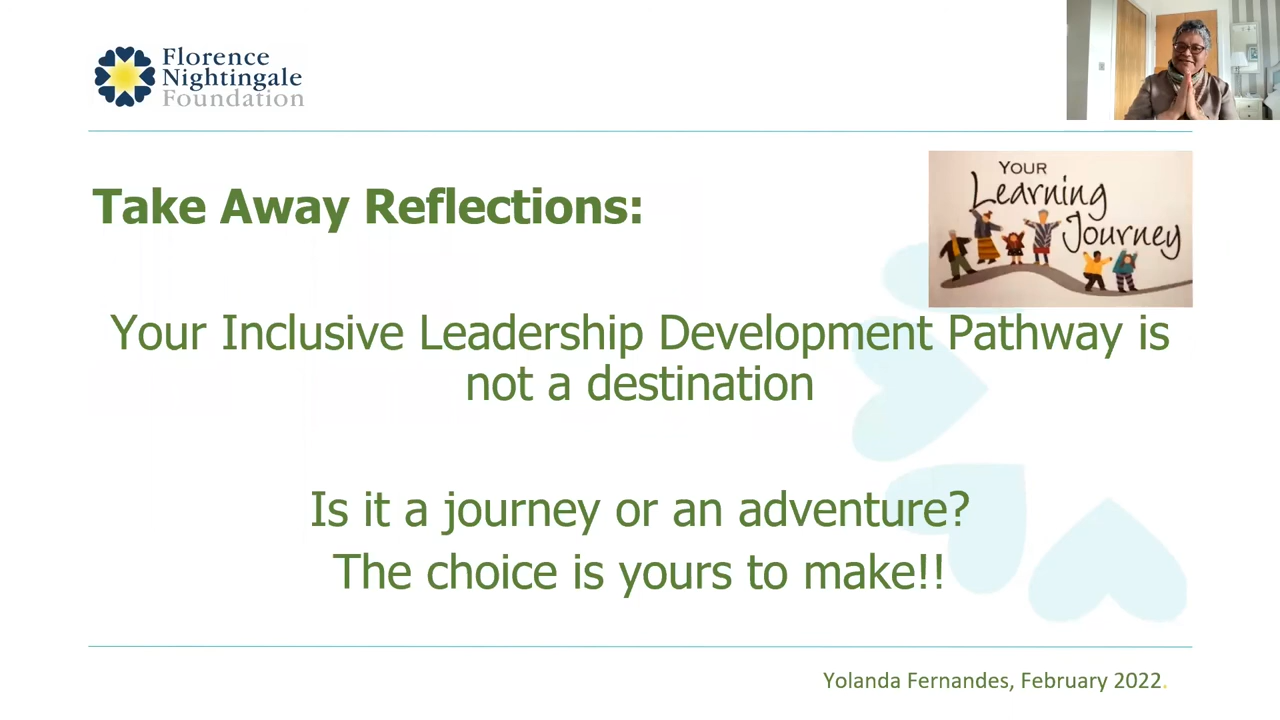 Florence
Nightingale
Foundation
Take Away Reflections:
YOUR
Learning
Journey
Your Inclusive Leadership Development Pathway is
not a destination
Is it a journey or an adventure?
The choice is yours to make!!
Yolanda Fernandes, February 2022.